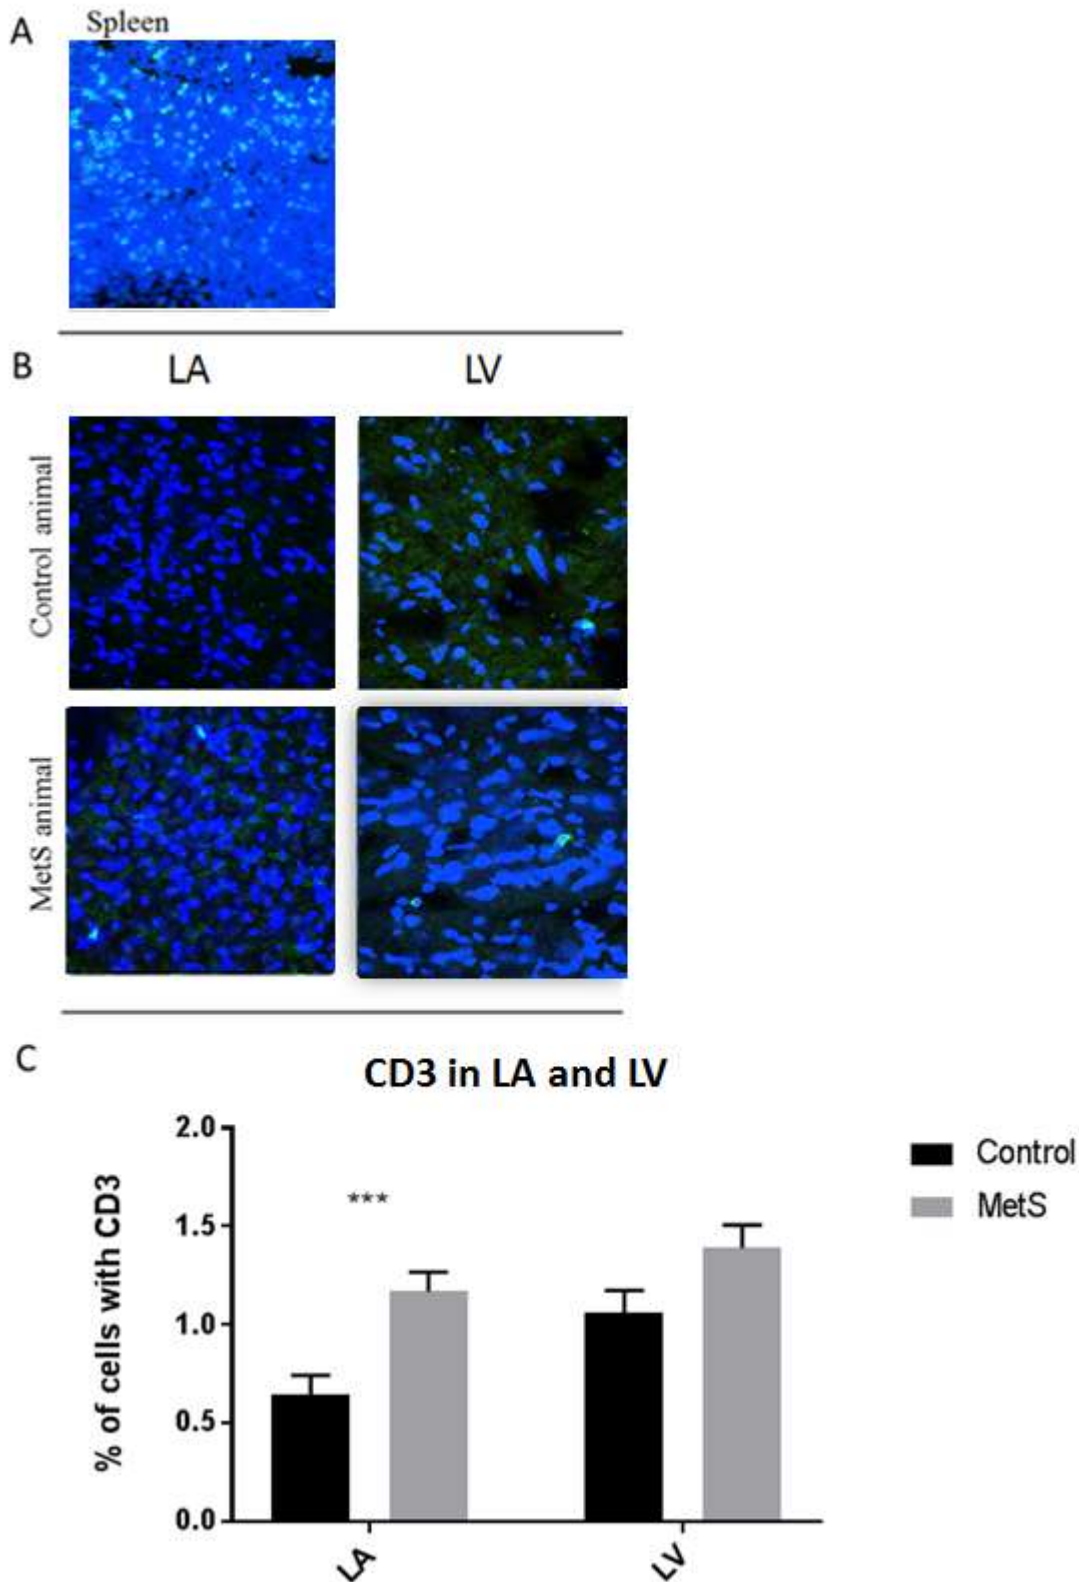 A
Spleen
B
LA
LV
Control animal
MetS animal
C
CD3 in LA and LV
% of cells with CD3
2.0
1.5
1.0
0.5
0.0
***
LA
LV
Control
MetS